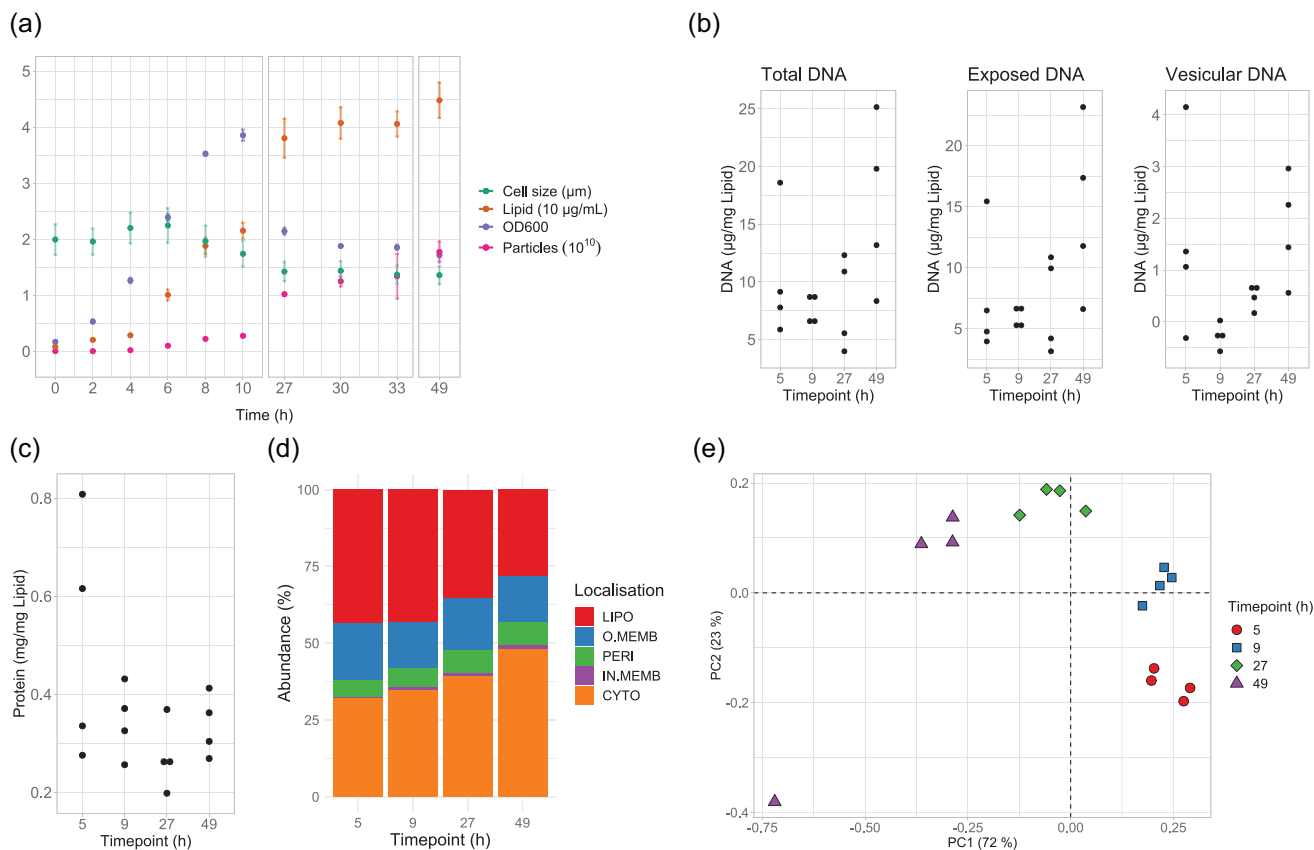 (a)
5
4
3
2
1
0
0 2 4 6 8 10 27 30 33 49
Time (h)
Cell size (µm)
Lipid (10 µg/mL)
OD600
Particles (10¹⁰)
(b)
Total DNA
DNA (µg/mg Lipid)
25
20
15
10
5
5 9 27 49
Timepoint (h)
Exposed DNA
DNA (µg/mg Lipid)
20
15
10
5
5 9 27 49
Timepoint (h)
Vesicular DNA
DNA (µg/mg Lipid)
4
3
2
1
0
5 9 27 49
Timepoint (h)
(c)
Protein (mg/mg Lipid)
0.8
0.6
0.4
0.2
5 9 27 49
Timepoint (h)
(d)
Abundance (%)
100
75
50
25
0
5 9 27 49
Timepoint (h)
Localisation
LIPO
O.MEMB
PERI
IN.MEMB
CYTO
(e)
PC2 (23 %)
0.2
0.0
-0.2
-0.4
-0.75 -0.50 -0.25 0.00 0.25
PC1 (72 %)
Timepoint (h)
5
9
27
49